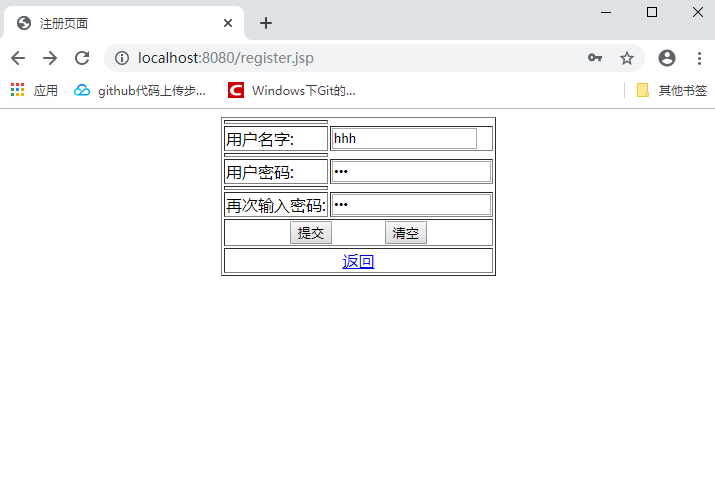 注册页面
localhost:8080/register.jsp
应用 github代码上传步... Windows下Git的... 其他书签
用户名字: hhh
用户密码: •••
再次输入密码: •••
提交 清空
返回